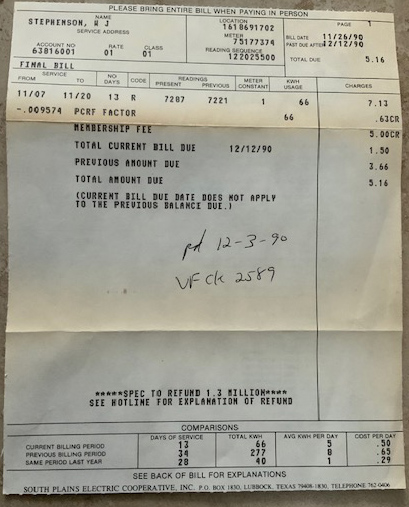 PLEASE BRING ENTIRE BILL WHEN PAYING IN PERSON
NAME LOCATION PAGE 1
STEPHENSON, W J 1618691702
SERVICE ADDRESS METER BILL DATE 11/26/90
75177374 PAST DUE AFTER 12/12/90
ACCOUNT NO RATE CLASS READING SEQUENCE
63816001 01 01 122025500 TOTAL DUE 5.16
FINAL BILL
SERVICE NO READINGS METER KWH CHARGES
FROM TO DAYS CODE PRESENT PREVIOUS CONSTANT USAGE
11/07 11/20 13 R 7287 7221 1 66 7.13
-.009574 PCRF FACTOR 66 .63CR
MEMBERSHIP FEE 5.00CR
TOTAL CURRENT BILL DUE 12/12/90 1.50
PREVIOUS AMOUNT DUE 3.66
TOTAL AMOUNT DUE 5.16
(CURRENT BILL DUE DATE DOES NOT APPLY
TO THE PREVIOUS BALANCE DUE.)
pd 12-3-90
VF ck 2589
*****SPEC TO REFUND 1.3 MILLION****
SEE HOTLINE FOR EXPLANATION OF REFUND
COMPARISONS
DAYS OF SERVICE TOTAL KWH AVG KWH PER DAY COST PER DAY
CURRENT BILLING PERIOD 13 66 5 .50
PREVIOUS BILLING PERIOD 34 277 8 .65
SAME PERIOD LAST YEAR 28 40 1 .29
SEE BACK OF BILL FOR EXPLANATIONS
SOUTH PLAINS ELECTRIC COOPERATIVE, INC. P.O. BOX 1830, LUBBOCK, TEXAS 79408-1830, TELEPHONE 762-0406